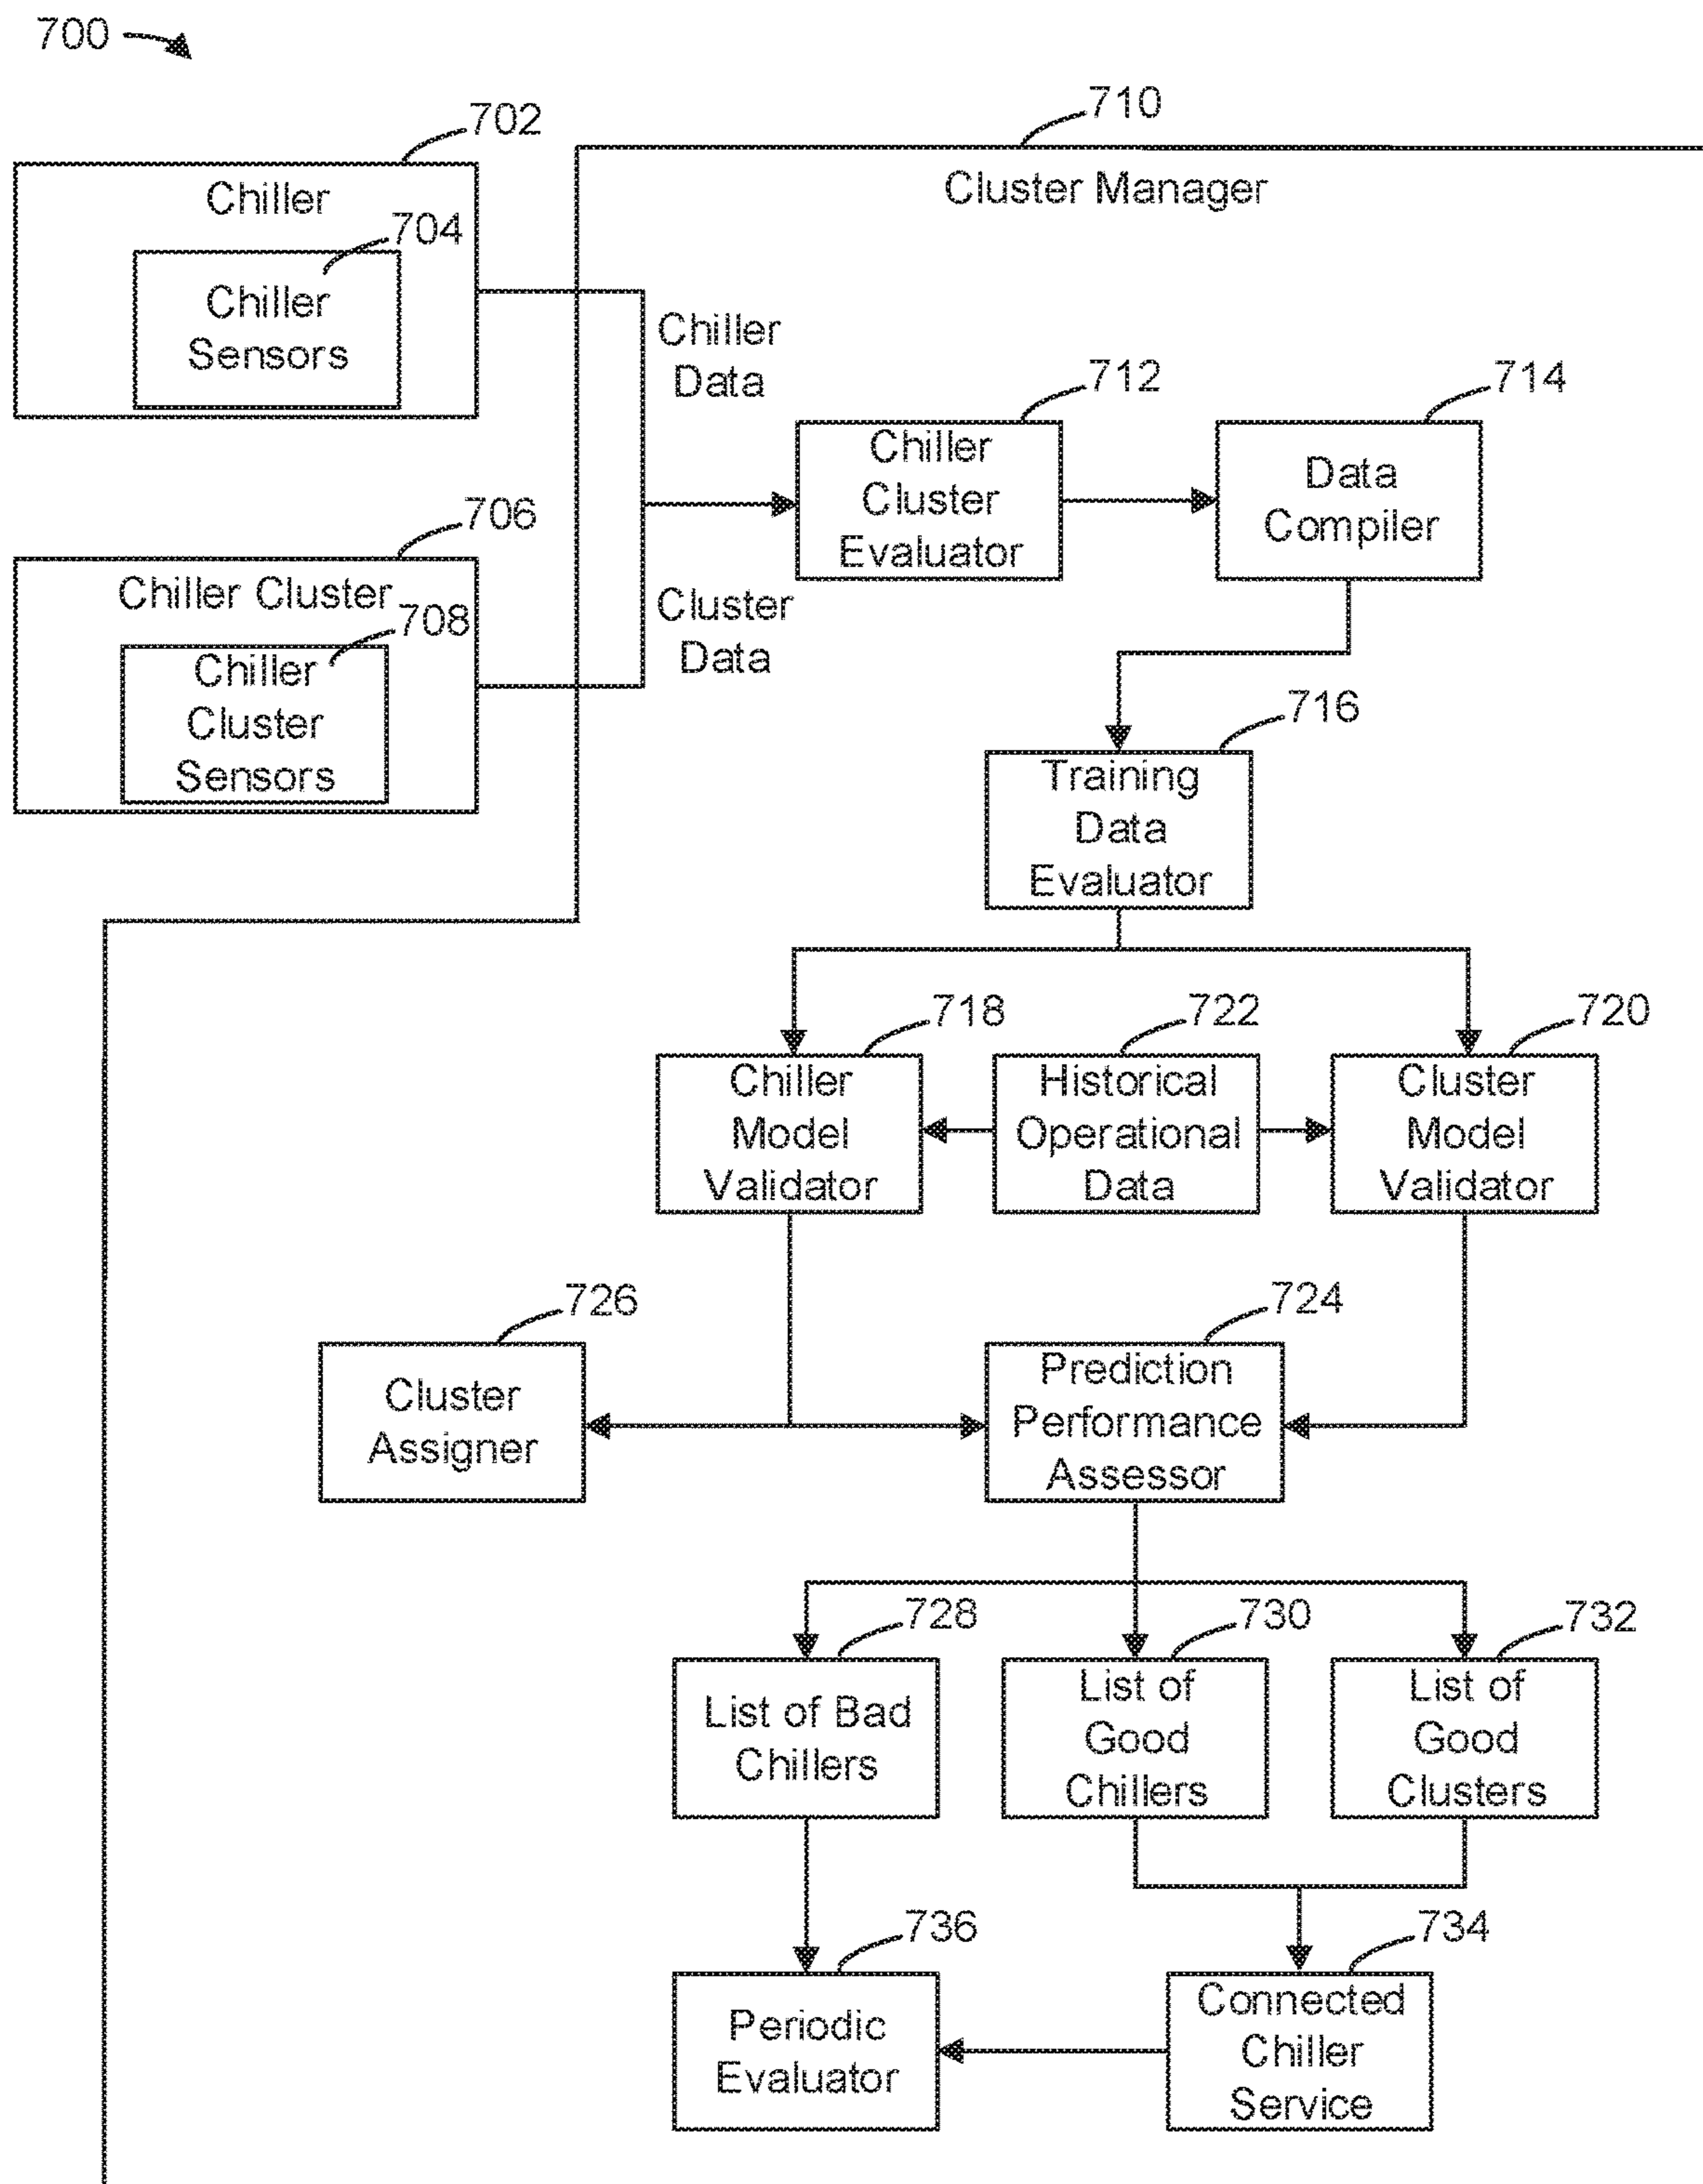 700
702
710
Chiller
Cluster Manager
704
Chiller
Sensors
Chiller
Data
712
714
Chiller
Cluster
Evaluator
Data
Compiler
706
Chiller Cluster
708
Chiller
Cluster
Sensors
Cluster
Data
716
Training
Data
Evaluator
718
722
720
Chiller
Model
Validator
Historical
Operational
Data
Cluster
Model
Validator
726
724
Cluster
Assigner
Prediction
Performance
Assessor
728
730
732
List of Bad
Chillers
List of
Good
Chillers
List of
Good
Clusters
736
734
Periodic
Evaluator
Connected
Chiller
Service